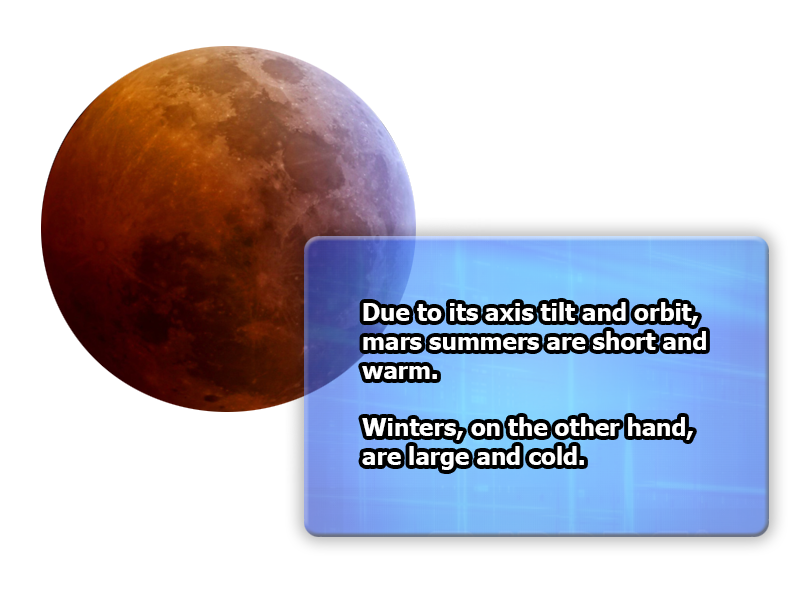 Due to its axis tilt and orbit,
mars summers are short and
warm.
Winters, on the other hand,
are large and cold.